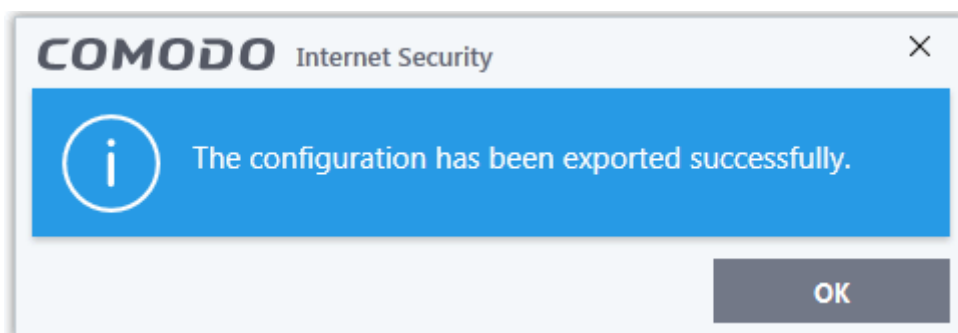 COMODO Internet Security
The configuration has been exported successfully.
OK